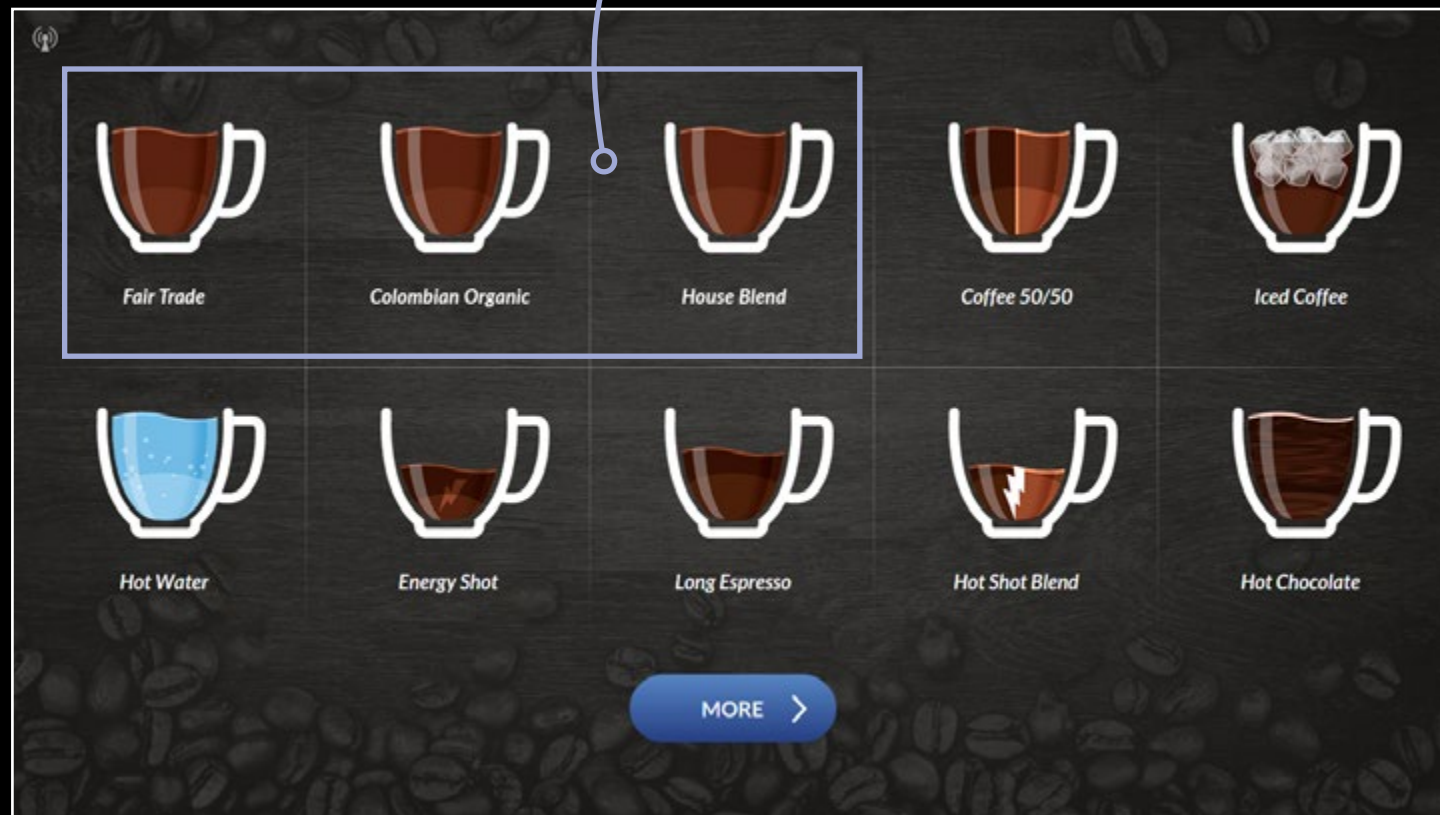 Fair Trade
Colombian Organic
House Blend
Coffee 50/50
Iced Coffee
Hot Water
Energy Shot
Long Espresso
Hot Shot Blend
Hot Chocolate
MORE